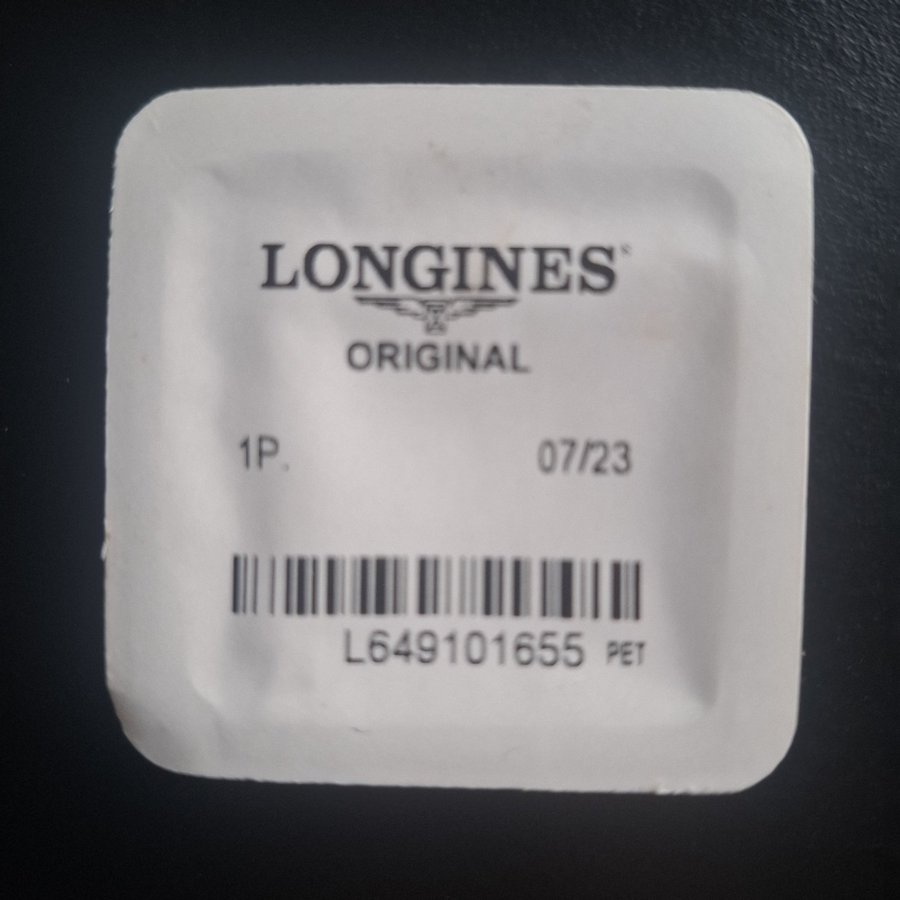 LONGINES
ORIGINAL
1P. 07/23
L649101655 PET